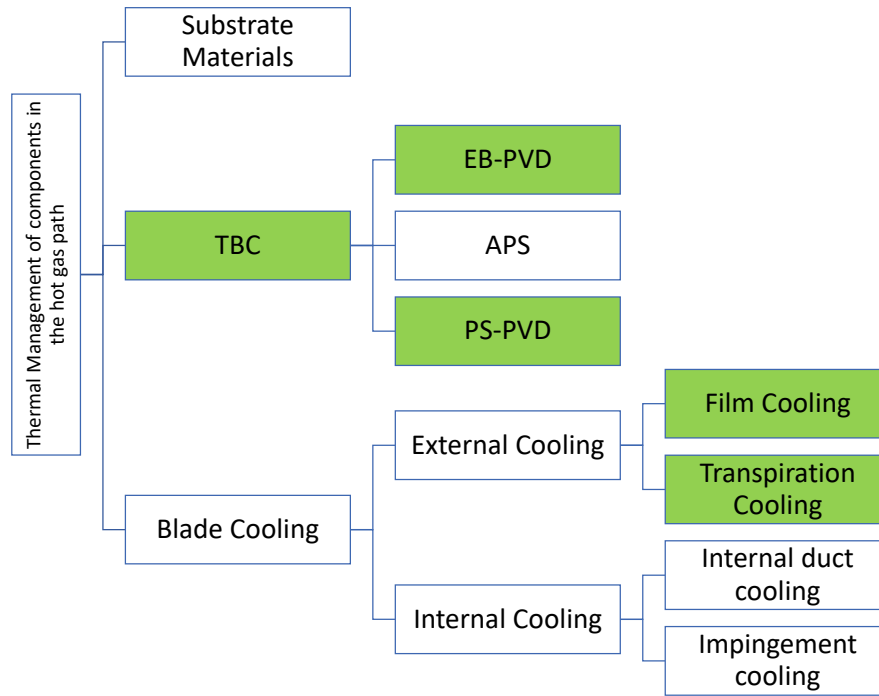 Thermal Management of components in
the hot gas path
Substrate
Materials
TBC
EB-PVD
APS
PS-PVD
Blade Cooling
External Cooling
Film Cooling
Transpiration
Cooling
Internal Cooling
Internal duct
cooling
Impingement
cooling